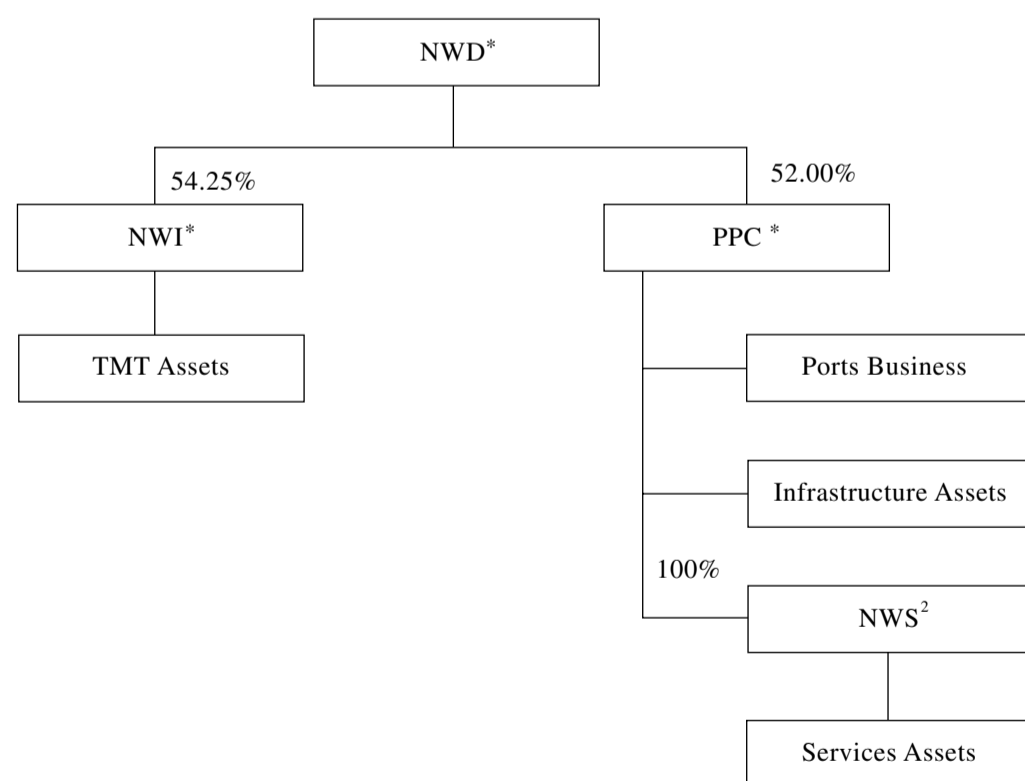 NWD*
54.25%
52.00%
NWI*
PPC *
TMT Assets
Ports Business
Infrastructure Assets
100%
NWS²
Services Assets